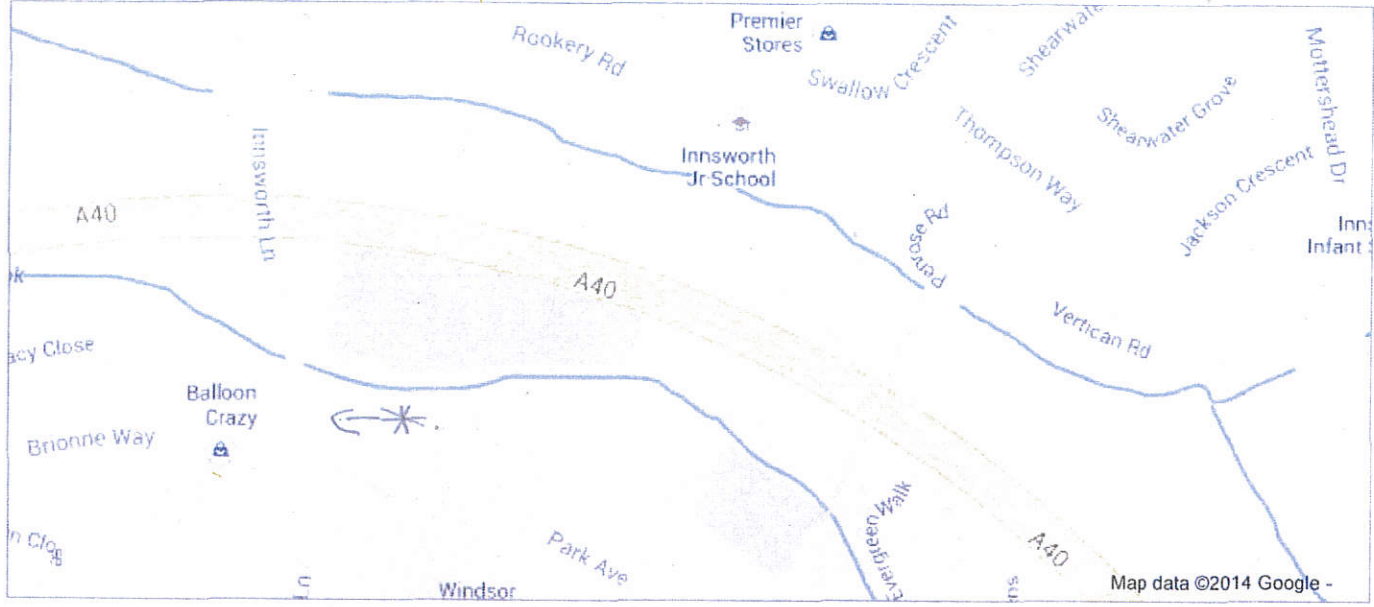 Premier
Stores
Rookery Rd
Swallow Crescent
Shearwater Grove
Mottershead Dr
Thompson Way
Innsworth Ln
Innsworth
Jr School
Jackson Crescent
A40
Penrose Rd
Infant
A40
Vertican Rd
Close
Balloon
Crazy
Brionne Way
Evergreen Walk
Park Ave
A40
Windsor
Map data ©2014 Google -